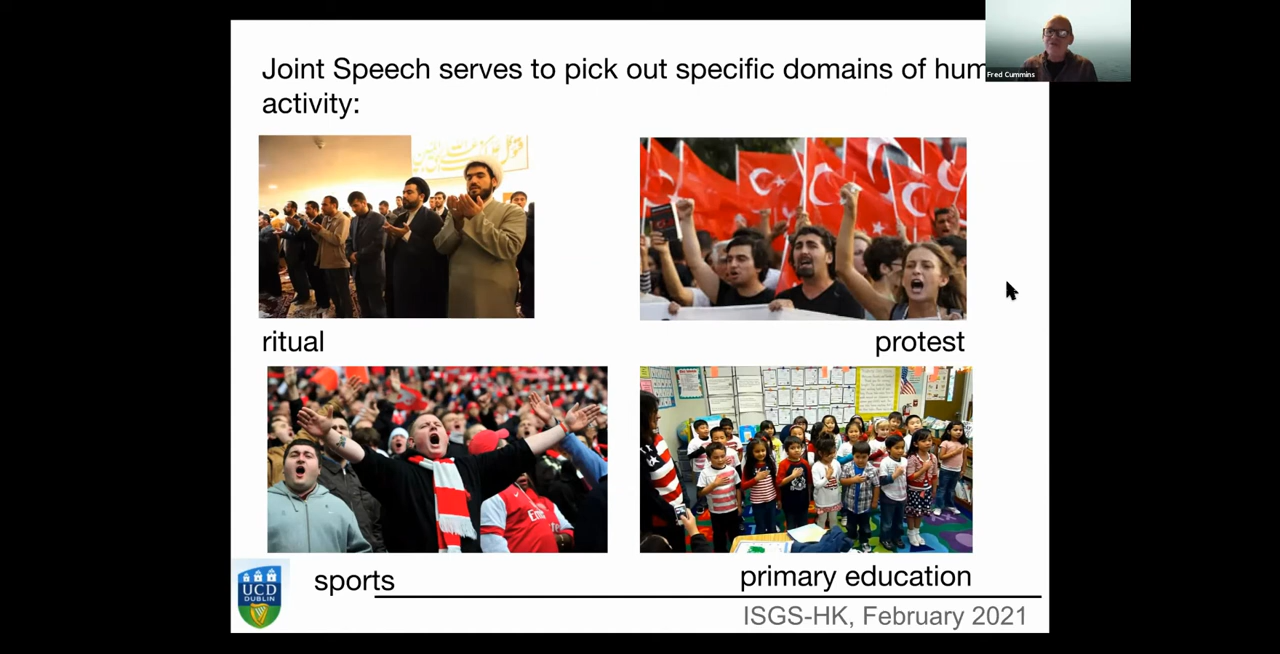 Joint Speech serves to pick out specific domains of hum
activity:
Fred Cummins
ritual
protest
sports
primary education
UCD
DUBLIN
ISGS-HK, February 2021